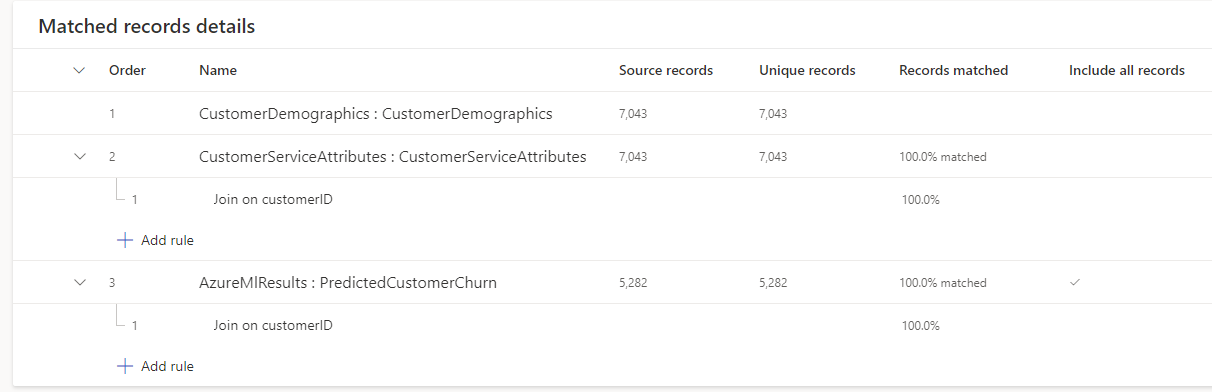 Matched records details
Order Name Source records Unique records Records matched Include all records
1 CustomerDemographics : CustomerDemographics 7,043 7,043
2 CustomerServiceAttributes : CustomerServiceAttributes 7,043 7,043 100.0% matched
1 Join on customerID 100.0%
Add rule
3 AzureMlResults : PredictedCustomerChurn 5,282 5,282 100.0% matched
1 Join on customerID 100.0%
Add rule